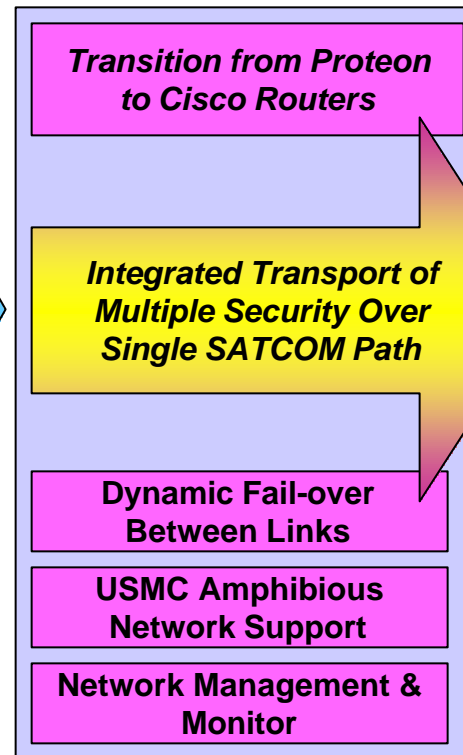 Transition from Proteon
to Cisco Routers
Integrated Transport of
Multiple Security Over
Single SATCOM Path
Dynamic Fail-over
Between Links
USMC Amphibious
Network Support
Network Management &
Monitor